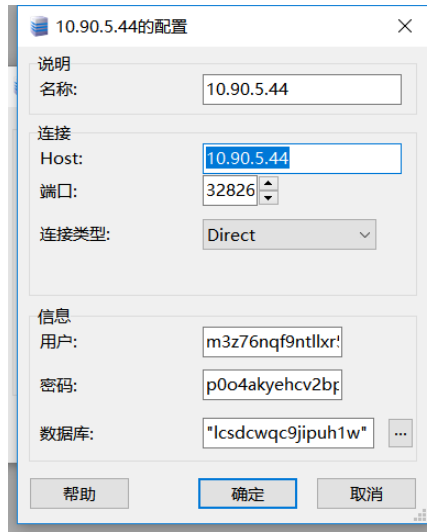 10.90.5.44的配置
说明
名称: 10.90.5.44
连接
Host: 10.90.5.44
端口: 32826
连接类型: Direct
信息
用户: m3z76nqf9ntllxr
密码: p0o4akyehcv2bp
数据库: "lcsdcwqc9jipuh1w" ...
帮助 确定 取消